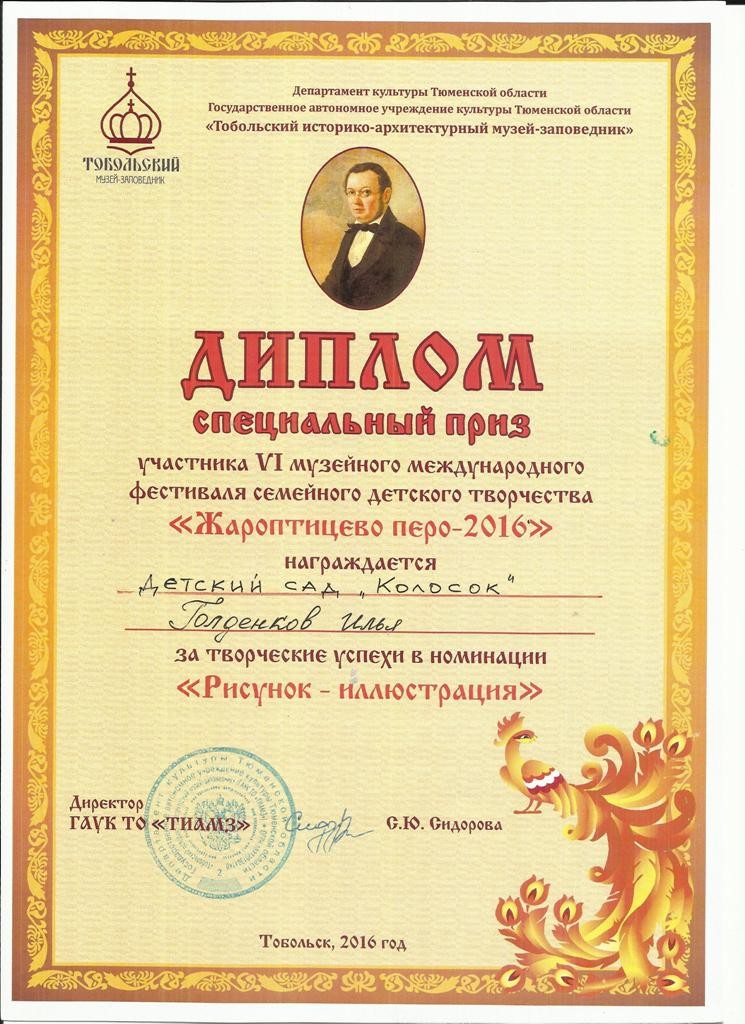 Департамент культуры Тюменской области
Государственное автономное учреждение культуры Тюменской области
«Тобольский историко-архитектурный музей-заповедник»
ТОБОЛЬСКИЙ
МУЗЕЙ-ЗАПОВЕДНИК
ДИПЛОМ
специальный приз
участника VI музейного международного
фестиваля семейного детского творчества
«Жароптицево перо-2016»
награждается
Детский сад „Колосок"
Голденков Илья
за творческие успехи в номинации
«Рисунок - иллюстрация»
Директор
ГАУК ТО «ТИАМЗ»
С.Ю. Сидорова
Тобольск, 2016 год